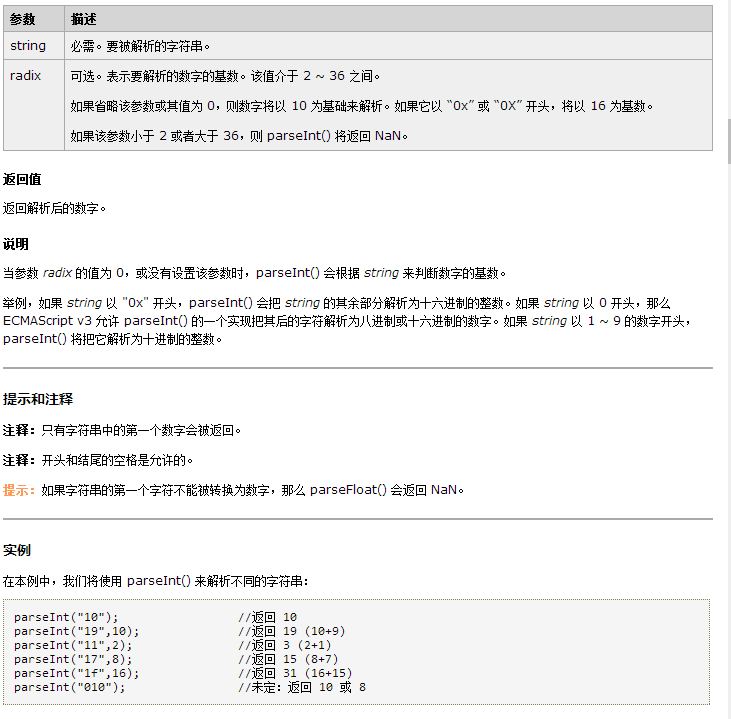 参数 描述
string 必需。要被解析的字符串。
radix 可选。表示要解析的数字的基数。该值介于 2 ~ 36 之间。
如果省略该参数或其值为 0，则数字将以 10 为基础来解析。如果它以 “0x” 或 “0X” 开头，将以 16 为基数。
如果该参数小于 2 或者大于 36，则 parseInt() 将返回 NaN。
返回值
返回解析后的数字。
说明
当参数 radix 的值为 0，或没有设置该参数时，parseInt() 会根据 string 来判断数字的基数。
举例，如果 string 以 "0x" 开头，parseInt() 会把 string 的其余部分解析为十六进制的整数。如果 string 以 0 开头，那么
ECMAScript v3 允许 parseInt() 的一个实现把其后的字符解析为八进制或十六进制的数字。如果 string 以 1 ~ 9 的数字开头，
parseInt() 将把它解析为十进制的整数。
提示和注释
注释：只有字符串中的第一个数字会被返回。
注释：开头和结尾的空格是允许的。
提示：如果字符串的第一个字符不能被转换为数字，那么 parseFloat() 会返回 NaN。
实例
在本例中，我们将使用 parseInt() 来解析不同的字符串：
parseInt("10"); //返回 10
parseInt("19",10); //返回 19 (10+9)
parseInt("11",2); //返回 3 (2+1)
parseInt("17",8); //返回 15 (8+7)
parseInt("1f",16); //返回 31 (16+15)
parseInt("010"); //未定：返回 10 或 8